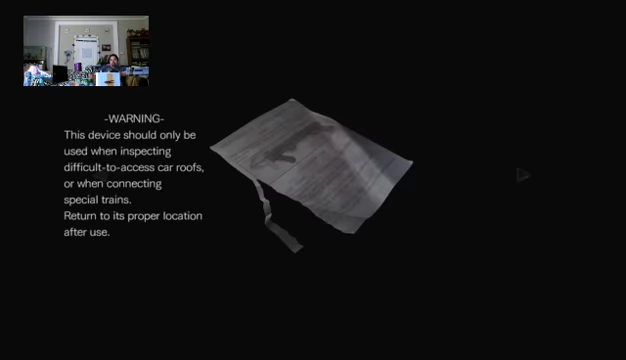 -WARNING-
This device should only be
used when inspecting
difficult-to-access car roofs,
or when connecting
special trains.
Return to its proper location
after use.